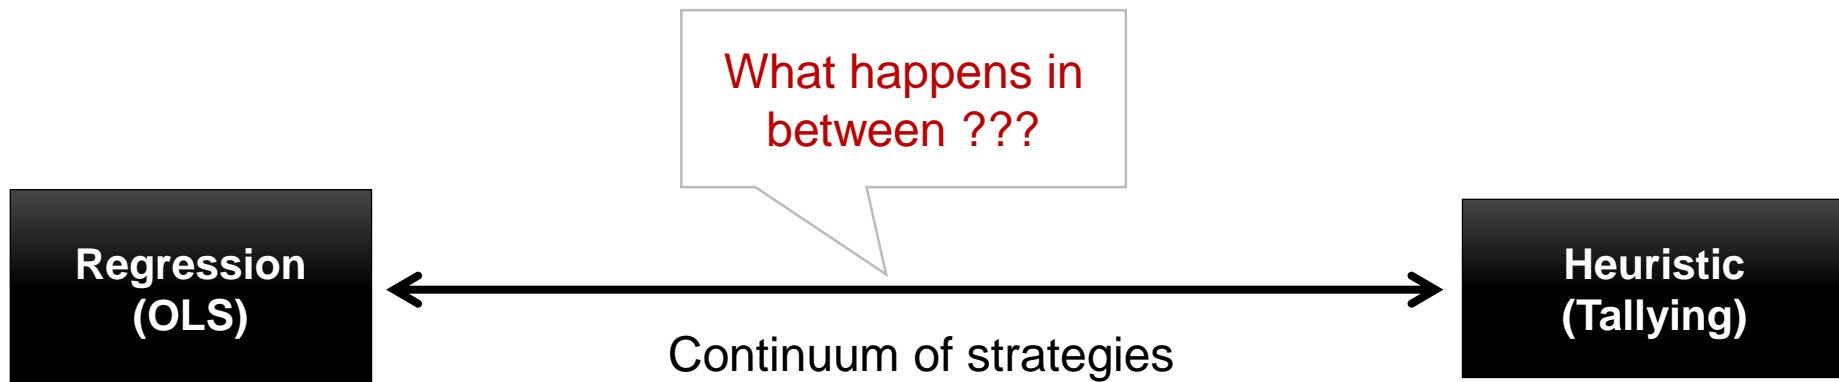 What happens in
between ???
Regression
(OLS)
Heuristic
(Tallying)
Continuum of strategies